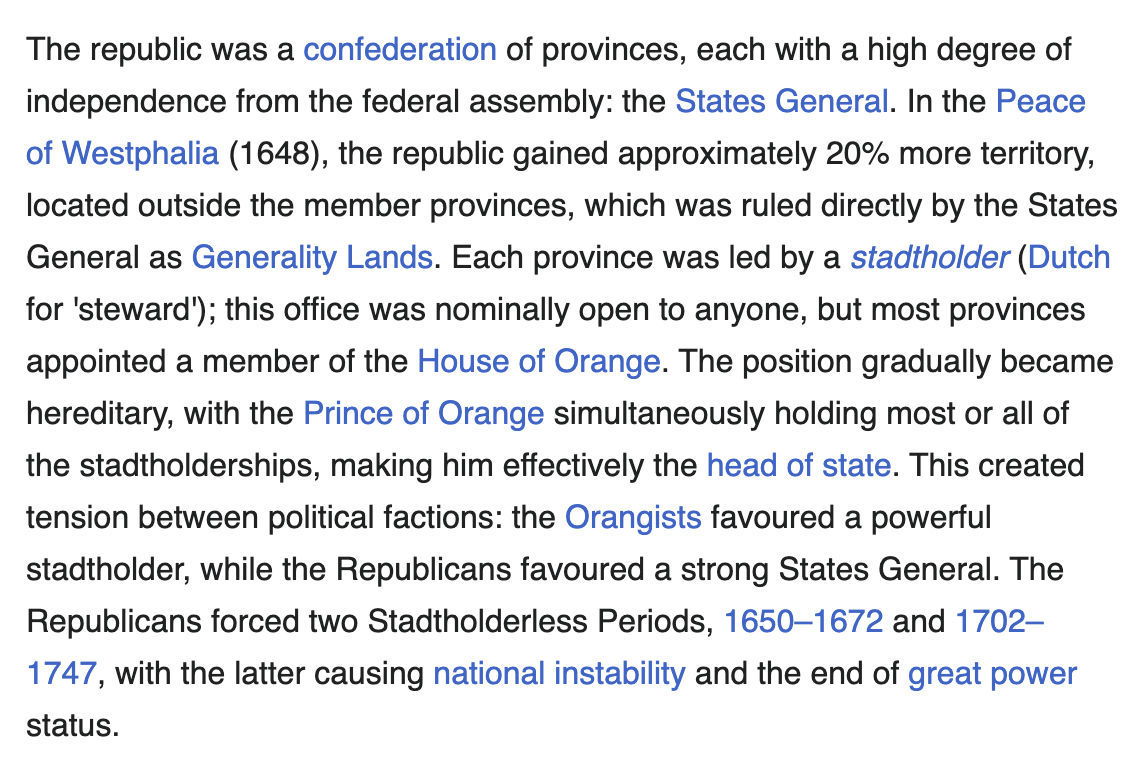 The republic was a confederation of provinces, each with a high degree of
independence from the federal assembly: the States General. In the Peace
of Westphalia (1648), the republic gained approximately 20% more territory,
located outside the member provinces, which was ruled directly by the States
General as Generality Lands. Each province was led by a stadtholder (Dutch
for 'steward'); this office was nominally open to anyone, but most provinces
appointed a member of the House of Orange. The position gradually became
hereditary, with the Prince of Orange simultaneously holding most or all of
the stadtholderships, making him effectively the head of state. This created
tension between political factions: the Orangists favoured a powerful
stadtholder, while the Republicans favoured a strong States General. The
Republicans forced two Stadtholderless Periods, 1650–1672 and 1702–
1747, with the latter causing national instability and the end of great power
status.